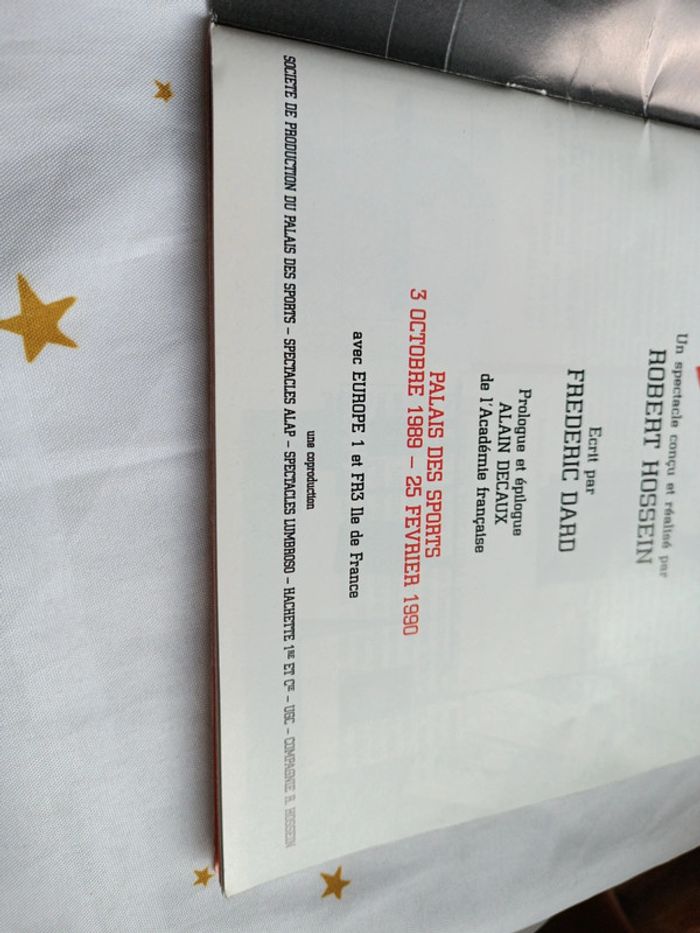 Un spectacle conçu et réalisé par
ROBERT HOSSEIN
Ecrit par
FREDERIC DARD
Prologue et épilogue
ALAIN DECAUX
de l'Académie française
PALAIS DES SPORTS
3 OCTOBRE 1989 – 25 FEVRIER 1990
avec EUROPE 1 et FR3 Ile de France
une coproduction
SOCIETE DE PRODUCTION DU PALAIS DES SPORTS – SPECTACLES ALAP – SPECTACLES LUMBROSO – HACHETTE 1RE ET CIE – UGC – COMPAGNIE R. HOSSEIN